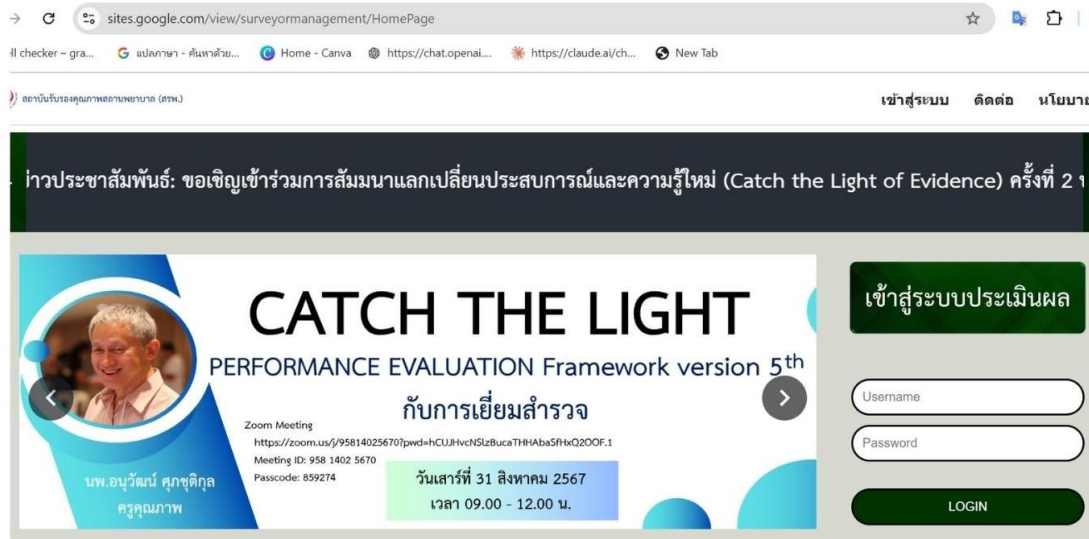 sites.google.com/view/surveyormanagement/HomePage
ll checker – gra...
แปลภาษา - ค้นหาด้วย...
Home - Canva
https://chat.openai....
https://claude.ai/ch...
New Tab
สถาบันรับรองคุณภาพสถานพยาบาล (สรพ.)
เข้าสู่ระบบ ติดต่อ นโยบาย
ข่าวประชาสัมพันธ์: ขอเชิญเข้าร่วมการสัมมนาแลกเปลี่ยนประสบการณ์และความรู้ใหม่ (Catch the Light of Evidence) ครั้งที่ 2
CATCH THE LIGHT
PERFORMANCE EVALUATION Framework version 5th
กับการเยี่ยมสำรวจ
Zoom Meeting
Meeting ID: 958 1402 5670
Passcode: 859274
วันเสาร์ที่ 31 สิงหาคม 2567
เวลา 09.00 - 12.00 น.
นพ.อนุวัฒน์ ศุภชุติกุล
ครูคุณภาพ
เข้าสู่ระบบประเมินผล
Username
Password
LOGIN